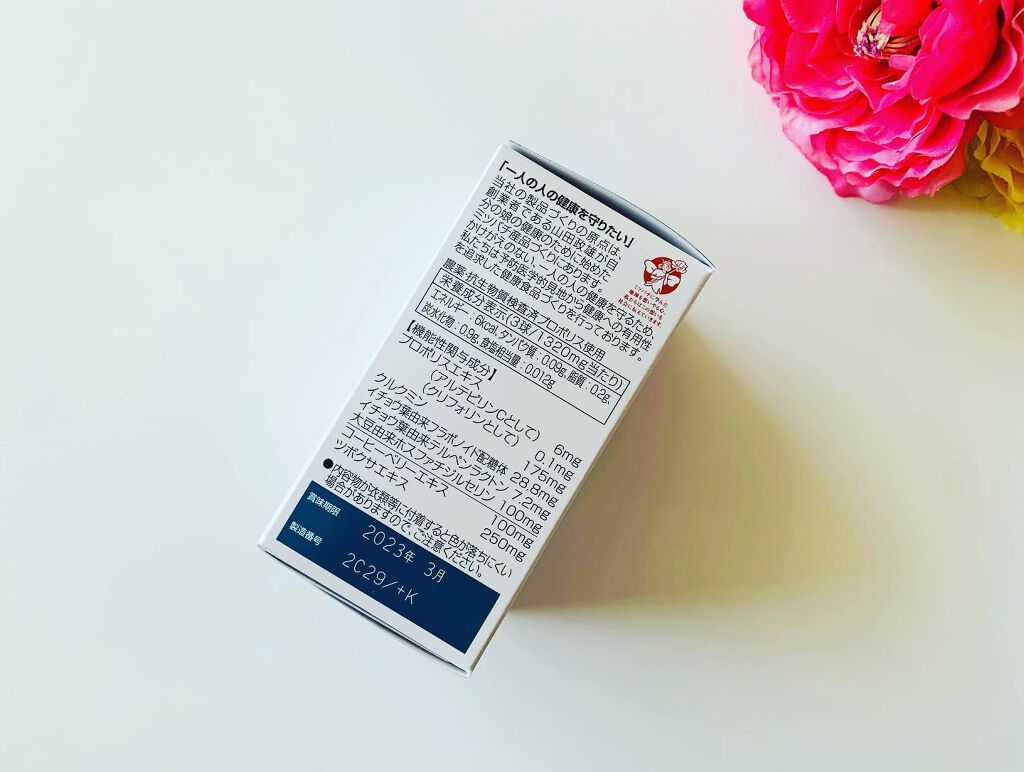 「一人の人の健康を守りたい」
当社の製品づくりの原点は、
創業者である山田政雄が自
分の娘の健康のために始めた
ミツバチ産品づくりにあります。
かけがえのない、一人の人の健康を守るため、
私たちは予防医学的見地から健康への有用性
を追求した健康食品づくりを行っております。
農薬・抗生物質検査済プロポリス使用
栄養成分表示(3球/1,320mg当たり)
エネルギー：6kcal、タンパク質：0.09g、脂質：0.2g、
炭水化物：0.9g、食塩相当量：0.012g
【機能性関与成分】
プロポリスエキス
(アルテピリンCとして) 6mg
(クリフォリンとして) 0.1mg
クルクミン 175mg
イチョウ葉由来フラボノイド配糖体 28.8mg
イチョウ葉由来テルペンラクトン 7.2mg
大豆由来ホスファチジルセリン 100mg
コーヒーベリーエキス 100mg
ツボクサエキス 250mg
●内容物が衣類等に付着すると色が落ちにくい
場合がありますので、ご注意ください。
賞味期限 2023年 3月
製造番号 2C29/+K
ミツバチに学んだ